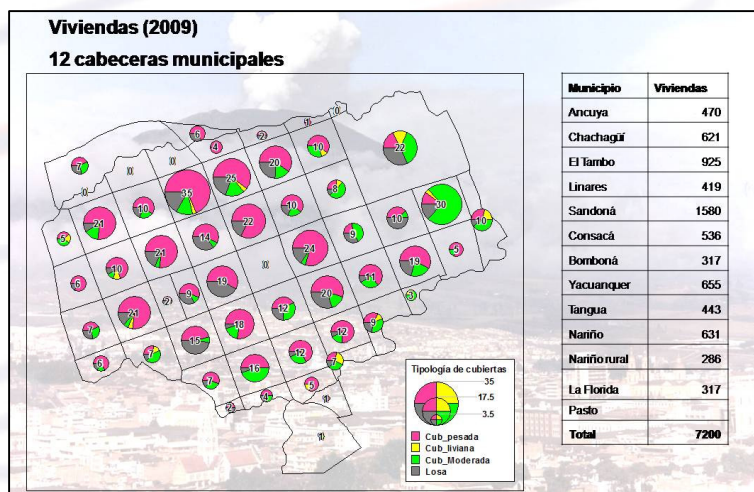 Viviendas (2009)
12 cabeceras municipales
6
4
2
1
0
7
0
0
10
22
20
25
35
10
21
8
30
10
10
22
14
9
10
5
21
24
6
10
0
19
5
19
11
20
3
2
9
21
12
18
7
15
12
9
12
7
7
16
6
7
5
4
2
1
1
Municipio Viviendas
Ancuya 470
Chachagüí 621
El Tambo 925
Linares 419
Sandoná 1580
Consacá 536
Bomboná 317
Yacuanquer 655
Tangua 443
Nariño 631
Nariño rural 286
La Florida 317
Pasto
Total 7200
Tipología de cubiertas
35
17.5
3.5
Cub_pesada
Cub_liviana
Cub_Moderada
Losa